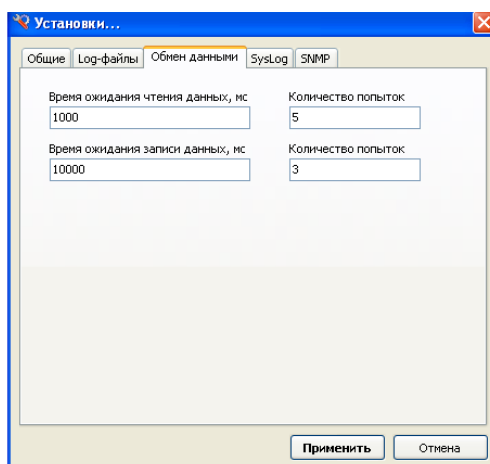 Установки...
Общие Log-файлы Обмен данными SysLog SNMP
Время ожидания чтения данных, мс Количество попыток
1000 5
Время ожидания записи данных, мс Количество попыток
10000 3
Применить Отмена